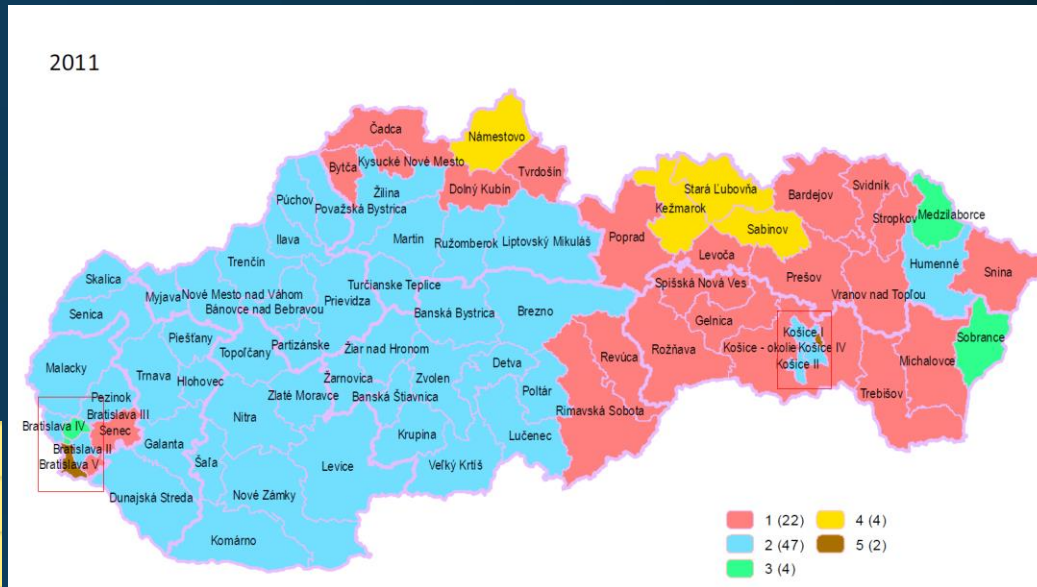 2011
Čadca
Námestovo
Bytča
Kysucké Nové Mesto
Tvrdošín
Dolný Kubín
Žilina
Púchov
Považská Bystrica
Stará Ľubovňa
Kežmarok
Bardejov
Svidník
Stropkov
Medzilaborce
Sabinov
Ilava
Martin
Ružomberok
Liptovský Mikuláš
Poprad
Levoča
Prešov
Humenné
Snina
Trenčín
Skalica
Myjava
Nové Mesto nad Váhom
Bánovce nad Bebravou
Prievidza
Turčianske Teplice
Spišská Nová Ves
Vranov nad Topľou
Senica
Banská Bystrica
Brezno
Gelnica
Piešťany
Partizánske
Topoľčany
Žiar nad Hronom
Revúca
Rožňava
Košice I
Košice - okolie
Košice IV
Košice II
Sobrance
Michalovce
Malacky
Trnava
Hlohovec
Žarnovica
Zvolen
Detva
Banská Štiavnica
Zlaté Moravce
Poltár
Rimavská Sobota
Trebišov
Pezinok
Bratislava III
Bratislava IV
Senec
Nitra
Krupina
Lučenec
Bratislava II
Bratislava V
Galanta
Šaľa
Levice
Veľký Krtíš
Dunajská Streda
Nové Zámky
Komárno
1 (22)
4 (4)
2 (47)
5 (2)
3 (4)